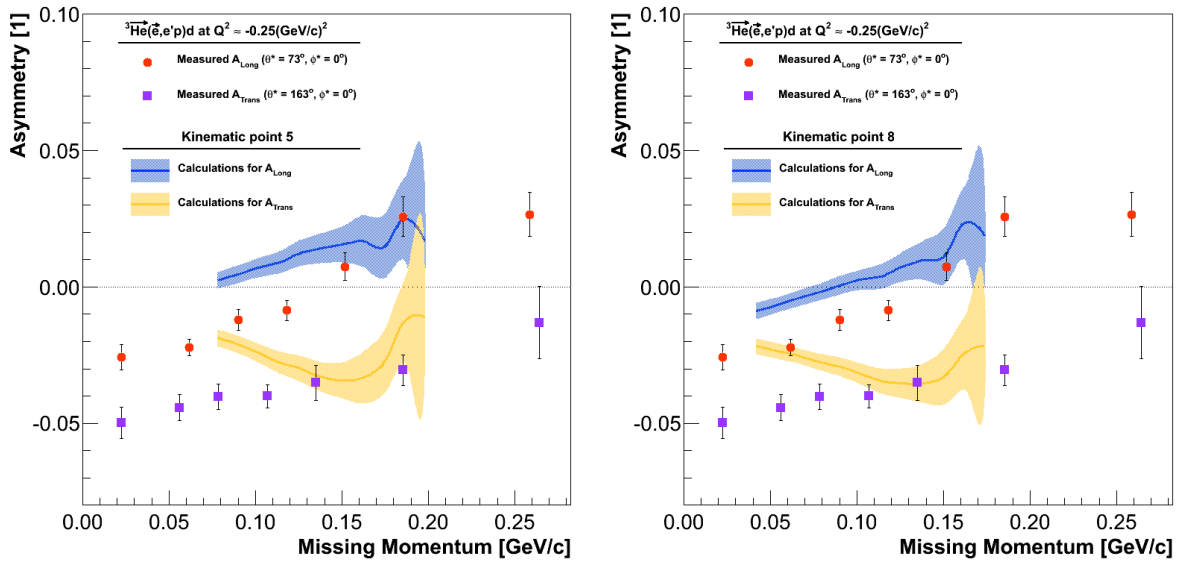 ³He(e,e'p)d at Q² ≈ -0.25(GeV/c)²
Measured A_Long (θ* = 73°, ϕ* = 0°)
Measured A_Trans (θ* = 163°, ϕ* = 0°)
Kinematic point 5
Calculations for A_Long
Calculations for A_Trans
Asymmetry [1]
0.10
0.05
0.00
-0.05
0.00 0.05 0.10 0.15 0.20 0.25
Missing Momentum [GeV/c]
³He(e,e'p)d at Q² ≈ -0.25(GeV/c)²
Measured A_Long (θ* = 73°, ϕ* = 0°)
Measured A_Trans (θ* = 163°, ϕ* = 0°)
Kinematic point 8
Calculations for A_Long
Calculations for A_Trans
Asymmetry [1]
0.10
0.05
0.00
-0.05
0.00 0.05 0.10 0.15 0.20 0.25
Missing Momentum [GeV/c]